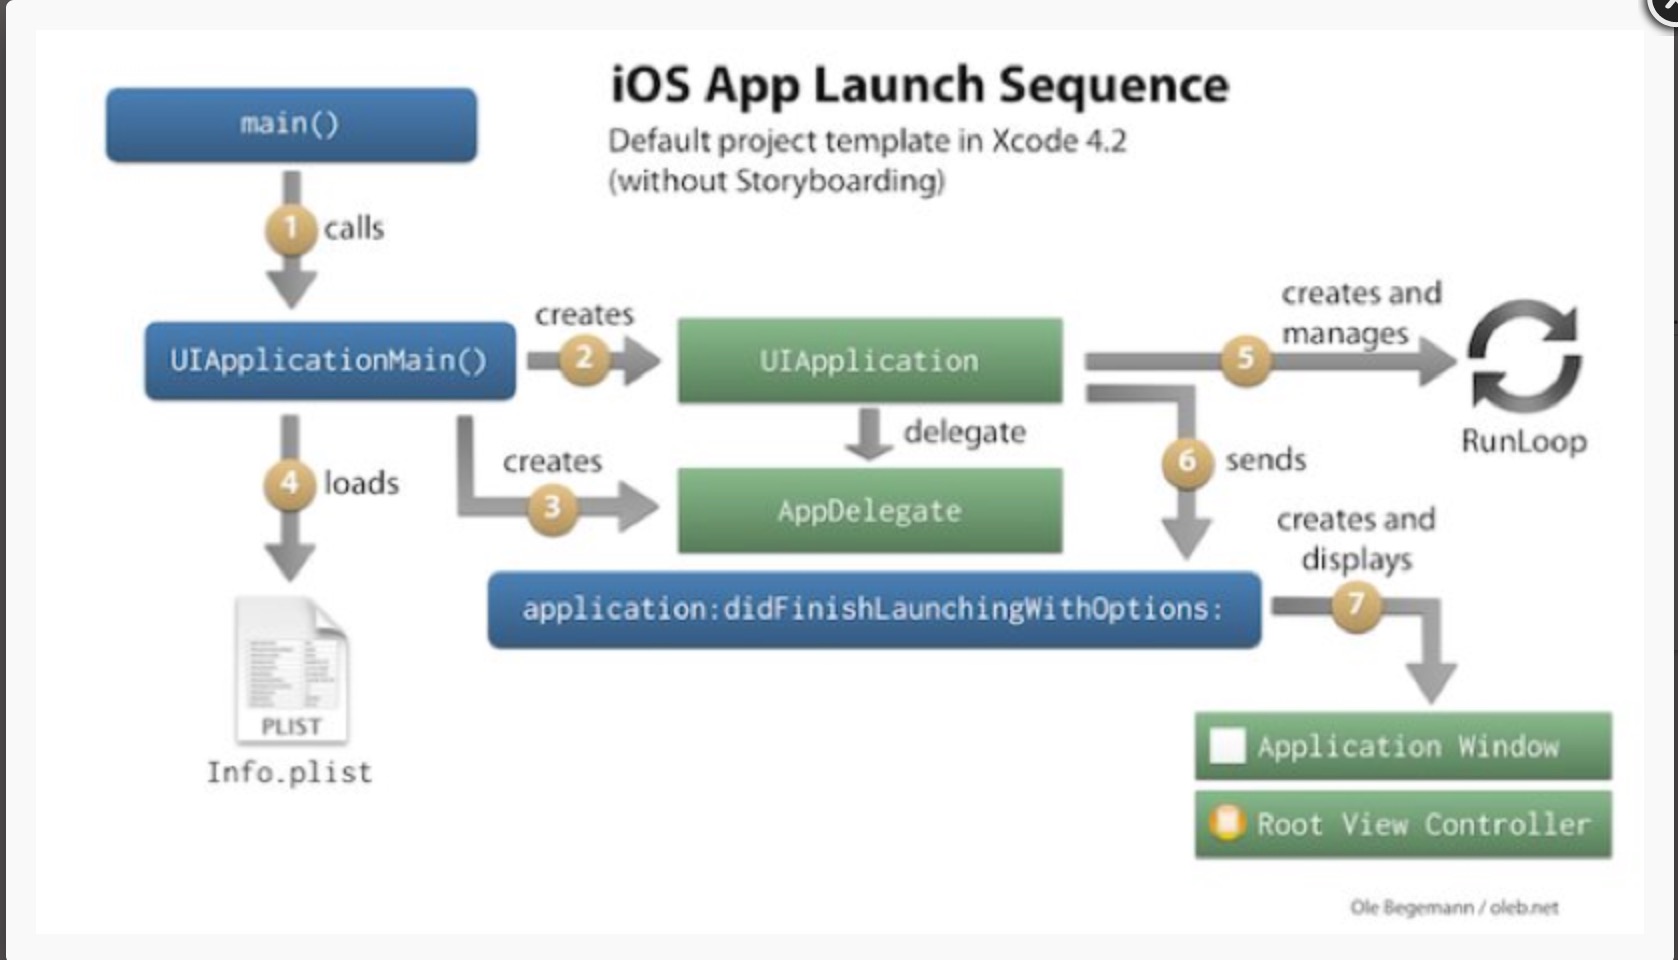 iOS App Launch Sequence
Default project template in Xcode 4.2
(without Storyboarding)
main()
1 calls
UIApplicationMain()
creates
2
UIApplication
creates and
manages
5
RunLoop
delegate
creates
3
AppDelegate
4 loads
PLIST
Info.plist
6 sends
application:didFinishLaunchingWithOptions:
creates and
displays
7
Application Window
Root View Controller
Ole Begemann / oleb.net